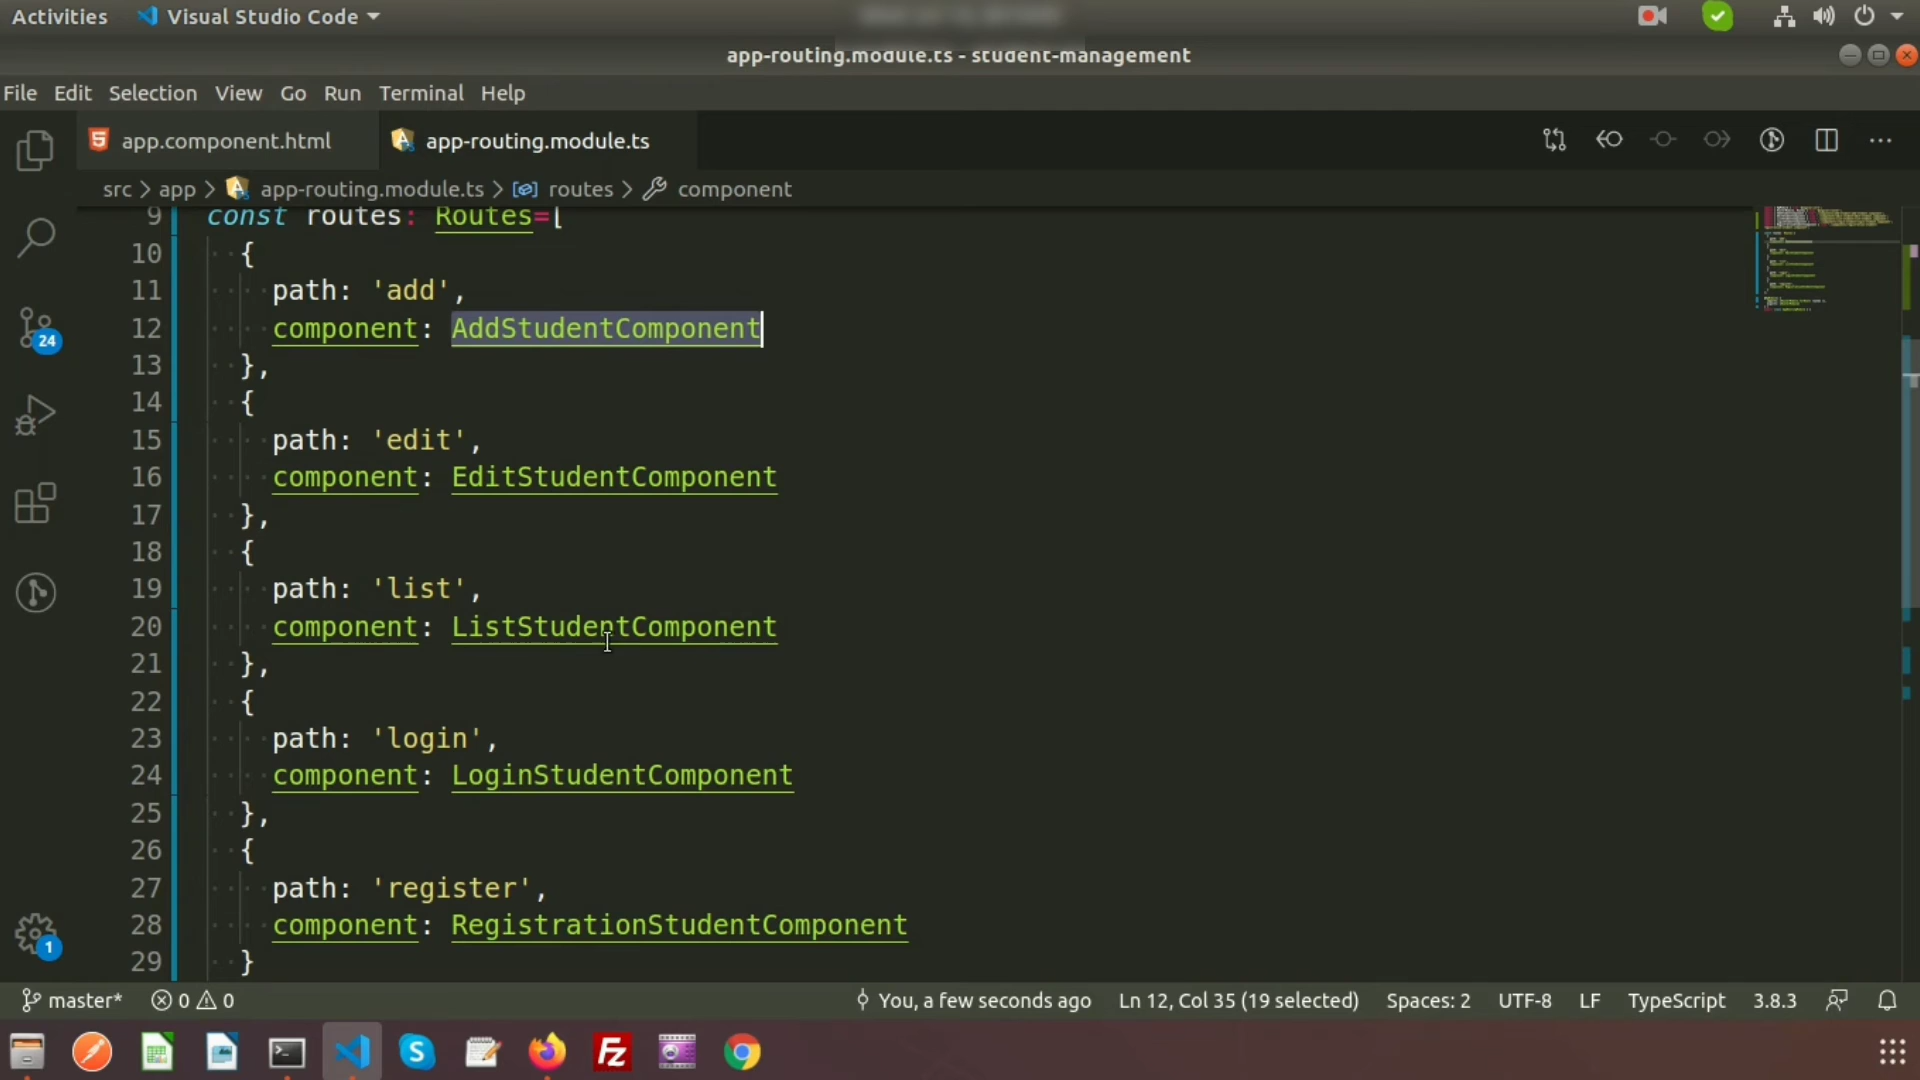 Activities Visual Studio Code
app-routing.module.ts - student-management
File Edit Selection View Go Run Terminal Help
app.component.html app-routing.module.ts
src > app > app-routing.module.ts > routes > component
9 const routes: Routes=[
10 {
11 path: 'add',
12 component: AddStudentComponent
13 },
14 {
15 path: 'edit',
16 component: EditStudentComponent
17 },
18 {
19 path: 'list',
20 component: ListStudentComponent
21 },
22 {
23 path: 'login',
24 component: LoginStudentComponent
25 },
26 {
27 path: 'register',
28 component: RegistrationStudentComponent
29 }
24
1
master* 0 0 You, a few seconds ago Ln 12, Col 35 (19 selected) Spaces: 2 UTF-8 LF TypeScript 3.8.3